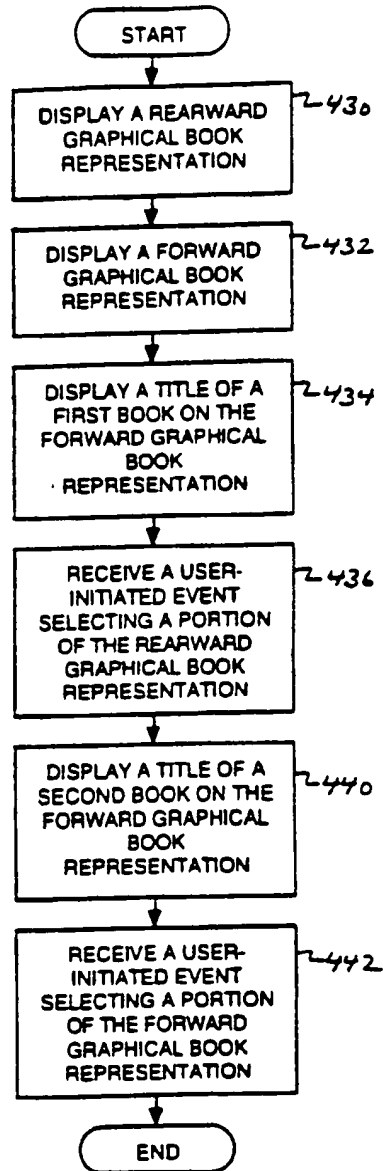 START
DISPLAY A REARWARD
GRAPHICAL BOOK
REPRESENTATION
430
DISPLAY A FORWARD
GRAPHICAL BOOK
REPRESENTATION
432
DISPLAY A TITLE OF A
FIRST BOOK ON THE
FORWARD GRAPHICAL
BOOK
REPRESENTATION
434
RECEIVE A USER-
INITIATED EVENT
SELECTING A PORTION
OF THE REARWARD
GRAPHICAL BOOK
REPRESENTATION
436
DISPLAY A TITLE OF A
SECOND BOOK ON THE
FORWARD GRAPHICAL
BOOK
REPRESENTATION
440
RECEIVE A USER-
INITIATED EVENT
SELECTING A PORTION
OF THE FORWARD
GRAPHICAL BOOK
REPRESENTATION
442
END